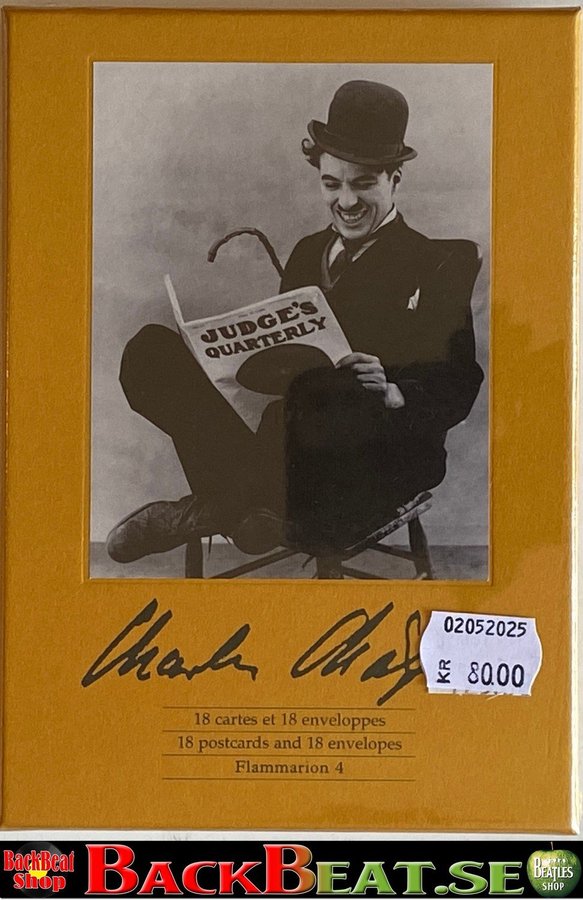 JUDGE'S
QUARTERLY
Charlie
02052025
KR 80.00
18 cartes et 18 enveloppes
18 postcards and 18 envelopes
Flammarion 4
BackBeat
Shop
BACKBEAT.SE
BEATLES
SHOP